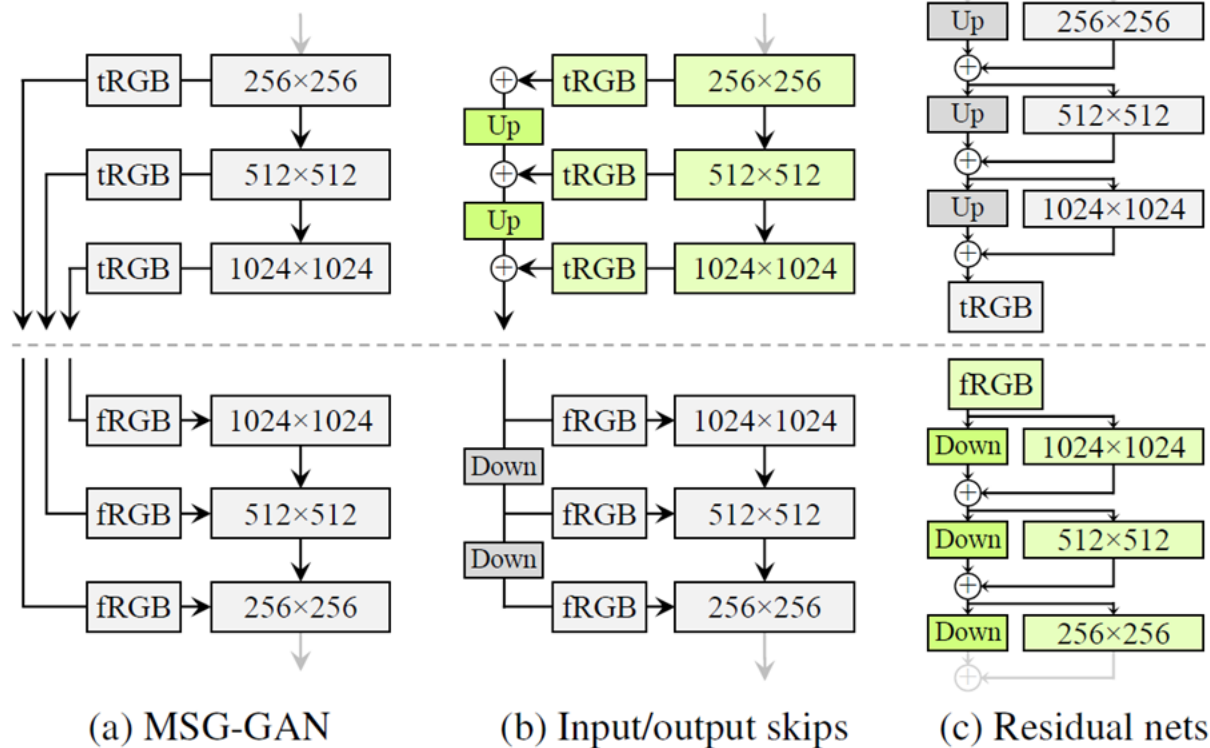 tRGB 256×256
tRGB 512×512
tRGB 1024×1024
fRGB 1024×1024
fRGB 512×512
fRGB 256×256
(a) MSG-GAN
tRGB 256×256
Up
tRGB 512×512
Up
tRGB 1024×1024
fRGB 1024×1024
Down
fRGB 512×512
Down
fRGB 256×256
(b) Input/output skips
Up 256×256
Up 512×512
Up 1024×1024
tRGB
fRGB
Down 1024×1024
Down 512×512
Down 256×256
(c) Residual nets